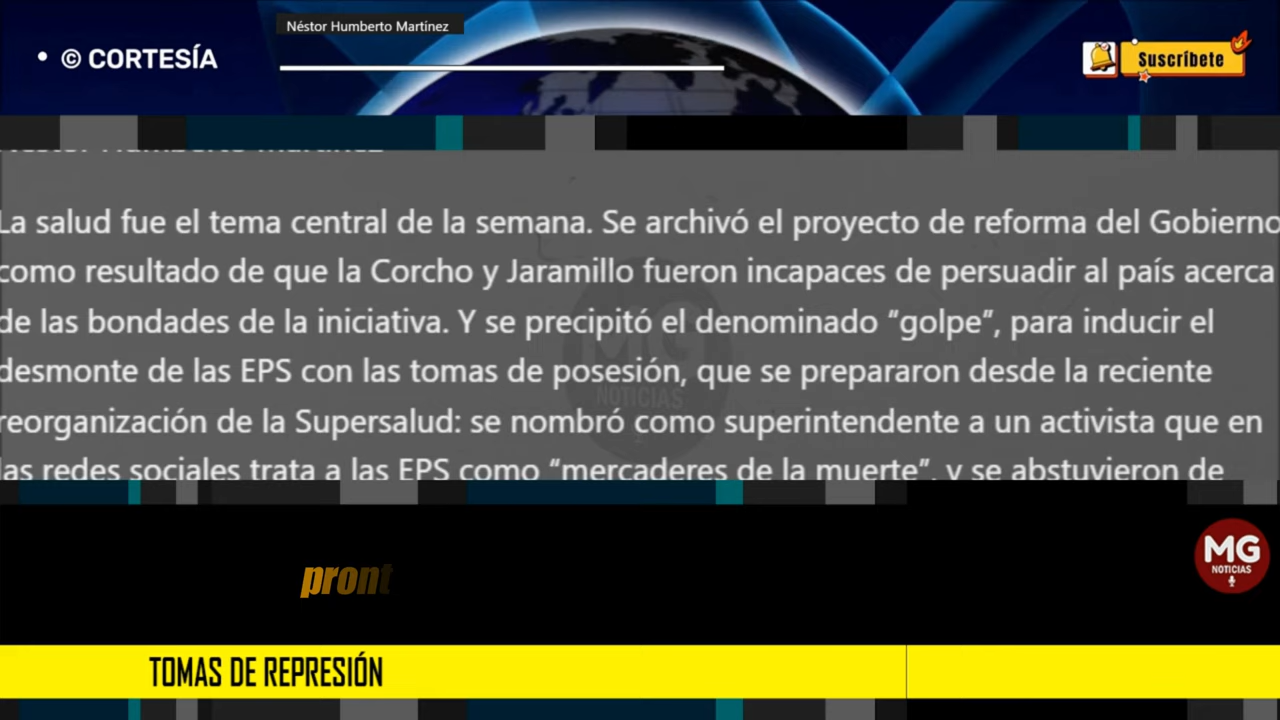 Néstor Humberto Martínez
• © CORTESÍA
Suscríbete
Néstor Humberto Martínez
La salud fue el tema central de la semana. Se archivó el proyecto de reforma del Gobierno
como resultado de que la Corcho y Jaramillo fueron incapaces de persuadir al país acerca
de las bondades de la iniciativa. Y se precipitó el denominado “golpe”, para inducir el
desmonte de las EPS con las tomas de posesión, que se prepararon desde la reciente
reorganización de la Supersalud: se nombró como superintendente a un activista que en
las redes sociales trata a las EPS como “mercaderes de la muerte”, y se abstuvieron de
MG
NOTICIAS
pront
MG
NOTICIAS
TOMAS DE REPRESIÓN